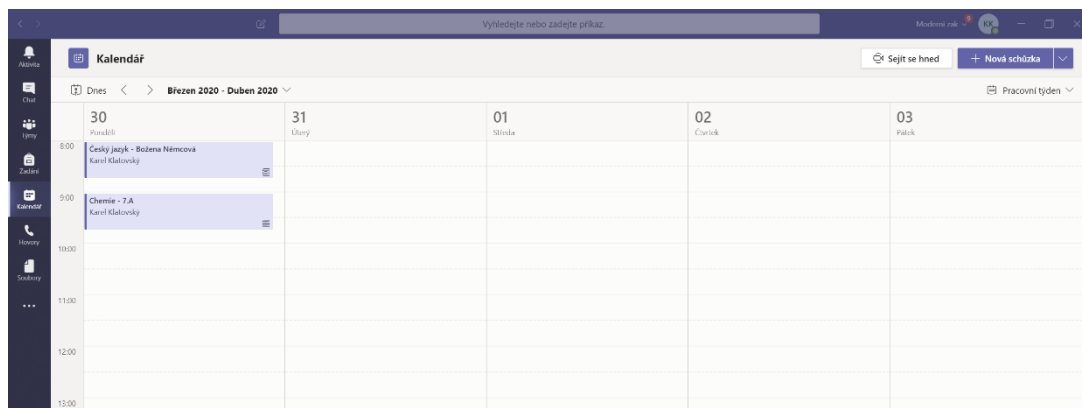 Vyhledejte nebo zadejte příkaz.
Moderní.rak
KK
Aktivita
Chat
Týmy
Zadání
Kalendář
Hovory
Soubory
Kalendář
Sejít se hned
+ Nová schůzka
Dnes
Březen 2020 - Duben 2020
Pracovní týden
30
Pondělí
31
Úterý
01
Středa
02
Čtvrtek
03
Pátek
8:00
Český jazyk - Božena Němcová
Karel Klatovský
9:00
Chemie - 7.A
Karel Klatovský
10:00
11:00
12:00
13:00